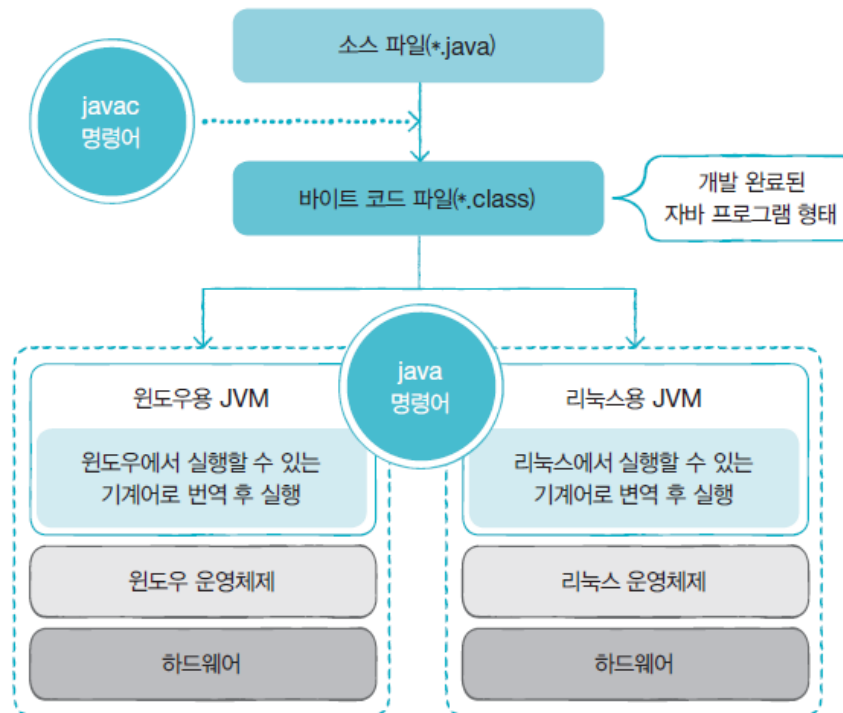 소스 파일(*.java)
javac
명령어
바이트 코드 파일(*.class)
개발 완료된
자바 프로그램 형태
java
명령어
윈도우용 JVM
윈도우에서 실행할 수 있는
기계어로 번역 후 실행
윈도우 운영체제
하드웨어
리눅스용 JVM
리눅스에서 실행할 수 있는
기계어로 변역 후 실행
리눅스 운영체제
하드웨어